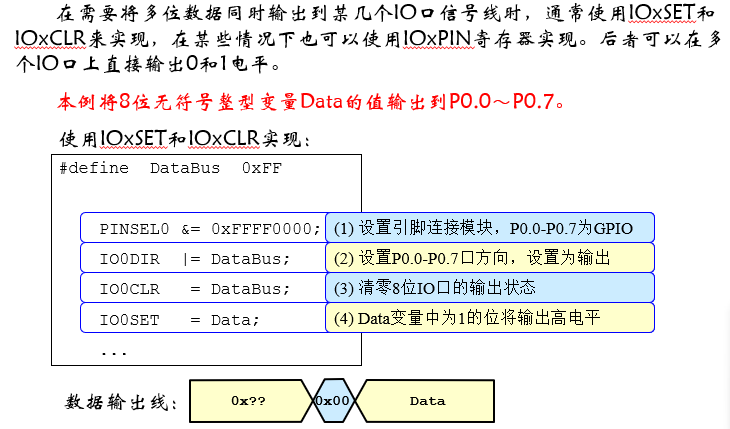 在需要将多位数据同时输出到某几个IO口信号线时，通常使用IOxSET和
IOxCLR来实现，在某些情况下也可以使用IOxPIN寄存器实现。后者可以在多
个IO口上直接输出0和1电平。
本例将8位无符号整型变量Data的值输出到P0.0～P0.7。
使用IOxSET和IOxCLR实现：
#define DataBus 0xFF
PINSEL0 &= 0xFFFF0000; (1) 设置引脚连接模块，P0.0-P0.7为GPIO
IO0DIR |= DataBus; (2) 设置P0.0-P0.7口方向，设置为输出
IO0CLR = DataBus; (3) 清零8位IO口的输出状态
IO0SET = Data; (4) Data变量中为1的位将输出高电平
...
数据输出线： 0x?? 0x00 Data